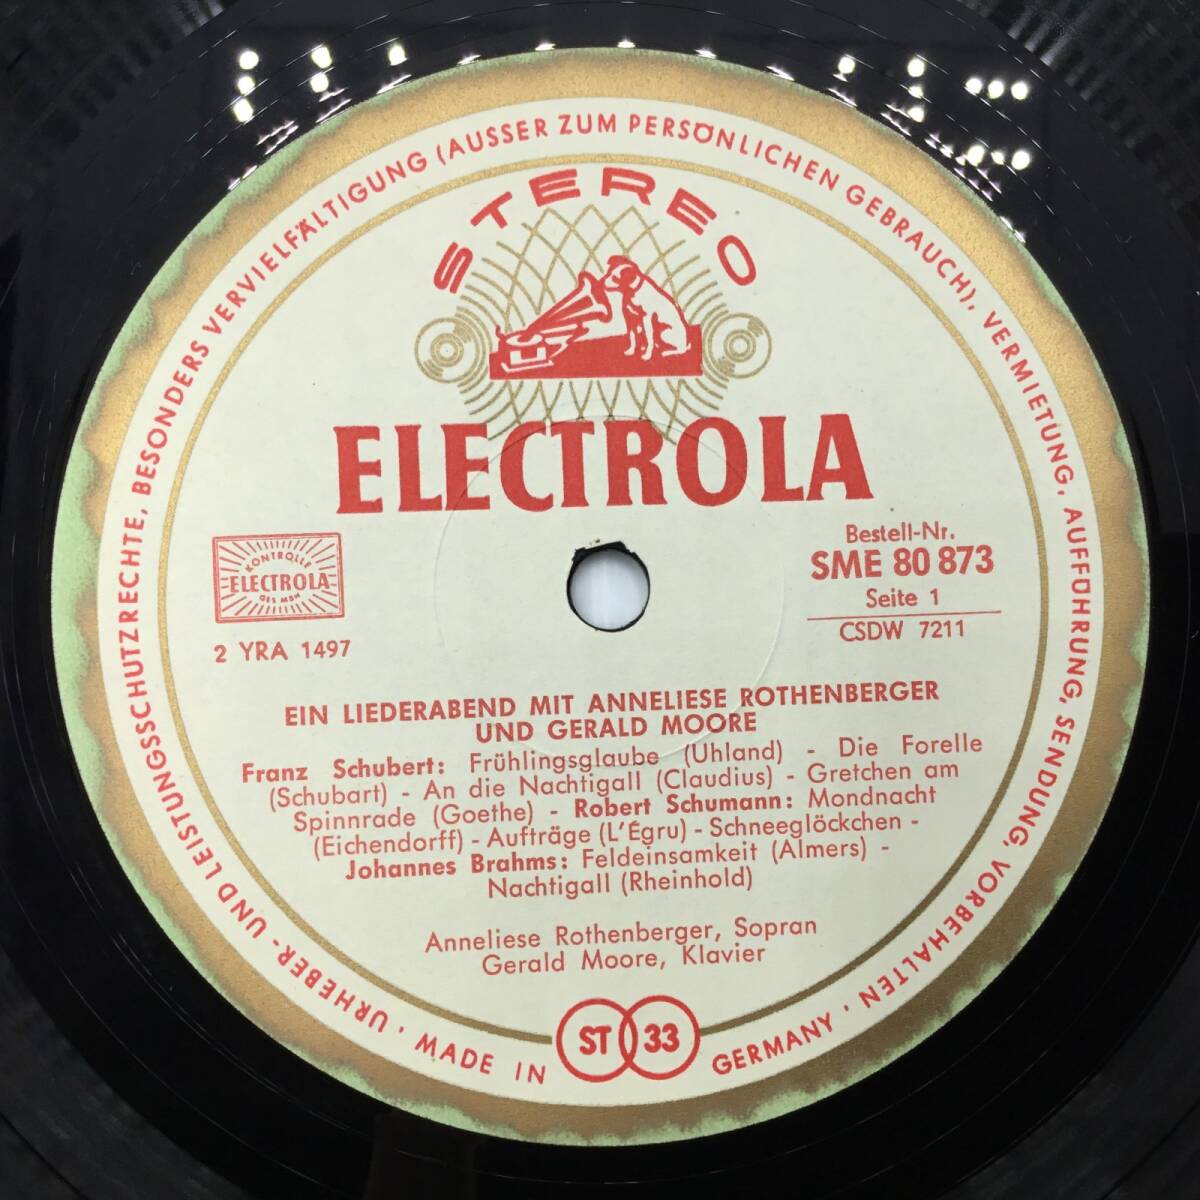 URHEBER- UND LEISTUNGSSCHUTZRECHTE, BESONDERS VERVIELFÄLTIGUNG (AUSSER ZUM PERSÖNLICHEN GEBRAUCH), VERMIETUNG, AUFFÜHRUNG, SENDUNG, VORBEHALTEN ·
STEREO
ELECTROLA
KONTROLLE
ELECTROLA
GES MBH
2 YRA 1497
Bestell-Nr.
SME 80 873
Seite 1
CSDW 7211
EIN LIEDERABEND MIT ANNELIESE ROTHENBERGER
UND GERALD MOORE
Franz Schubert: Frühlingsglaube (Uhland) - Die Forelle
(Schubart) - An die Nachtigall (Claudius) - Gretchen am
Spinnrade (Goethe) - Robert Schumann: Mondnacht
(Eichendorff) - Aufträge (L'Égru) - Schneeglöckchen -
Johannes Brahms: Feldeinsamkeit (Almers) -
Nachtigall (Rheinhold)
Anneliese Rothenberger, Sopran
Gerald Moore, Klavier
ST 33
· MADE IN GERMANY ·